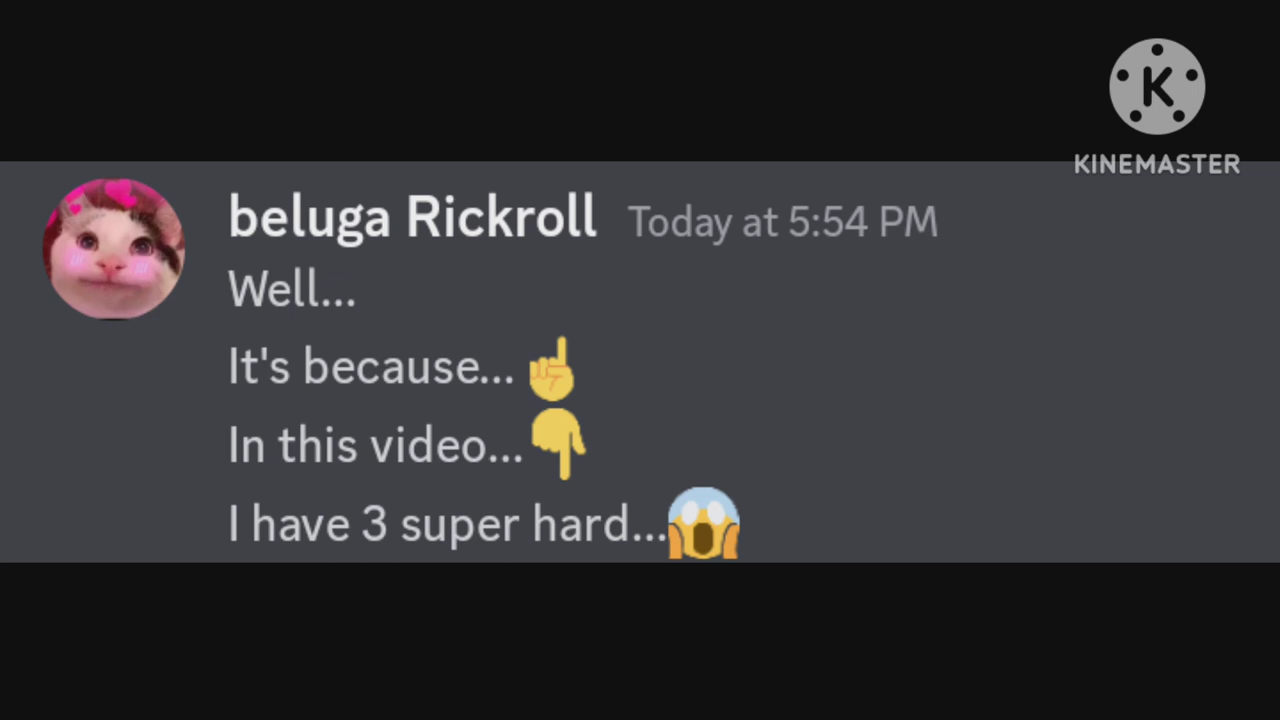 K
KINEMASTER
beluga Rickroll Today at 5:54 PM
Well...
It's because...☝️
In this video...👇
I have 3 super hard...😱